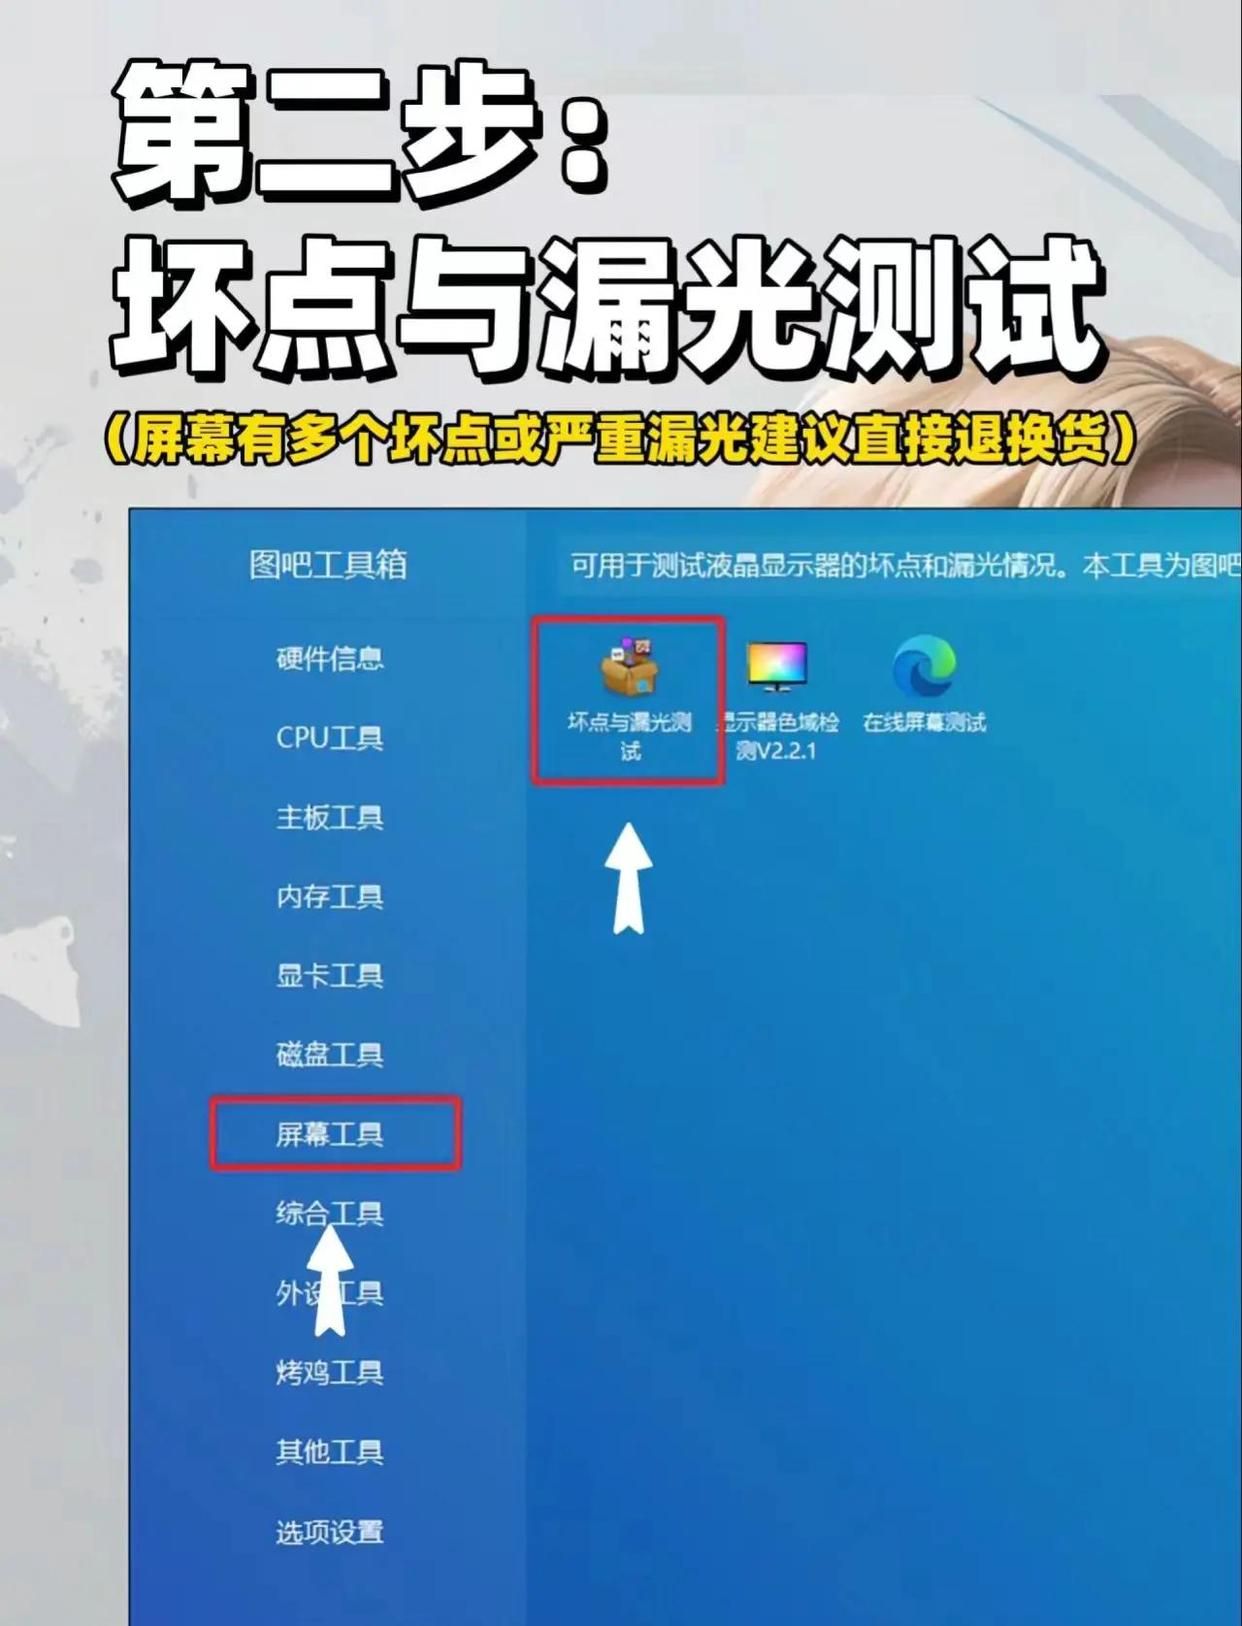 第二步：
坏点与漏光测试
（屏幕有多个坏点或严重漏光建议直接退换货）
图吧工具箱
可用于测试液晶显示器的坏点和漏光情况。本工具为图吧
硬件信息
CPU工具
主板工具
内存工具
显卡工具
磁盘工具
屏幕工具
综合工具
外设工具
烤鸡工具
其他工具
选项设置
坏点与漏光测
试
显示器色域检
测V2.2.1
在线屏幕测试